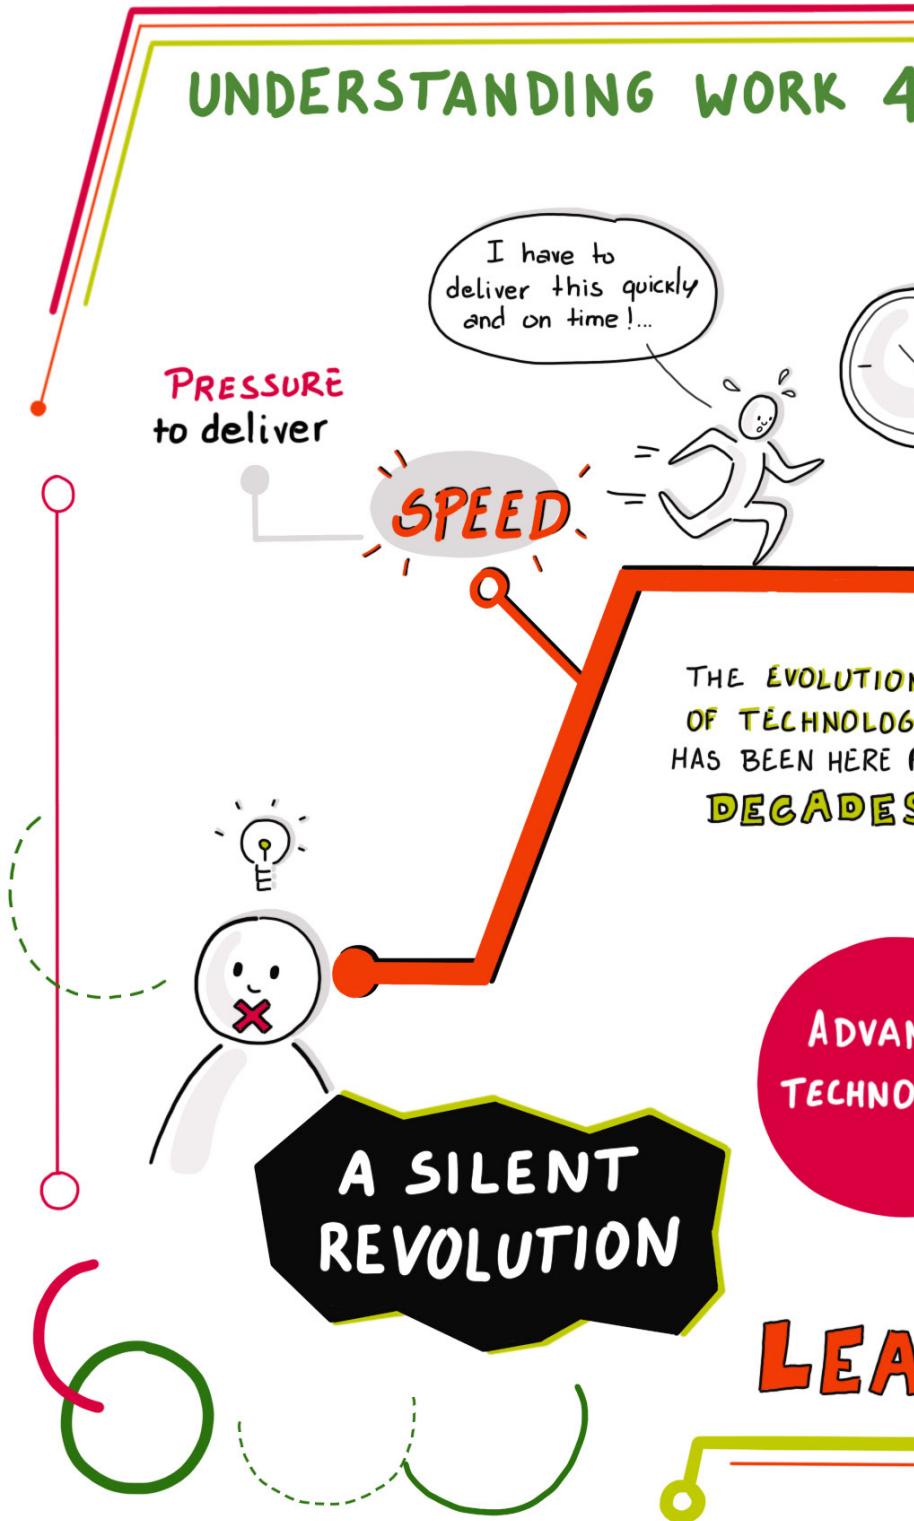 UNDERSTANDING WORK 4
I have to
deliver this quickly
and on time!...
PRESSURE
to deliver
SPEED
THE EVOLUTION
OF TECHNOLOG
HAS BEEN HERE
DECADES
A SILENT
REVOLUTION
ADVAN
TECHNO
LEA